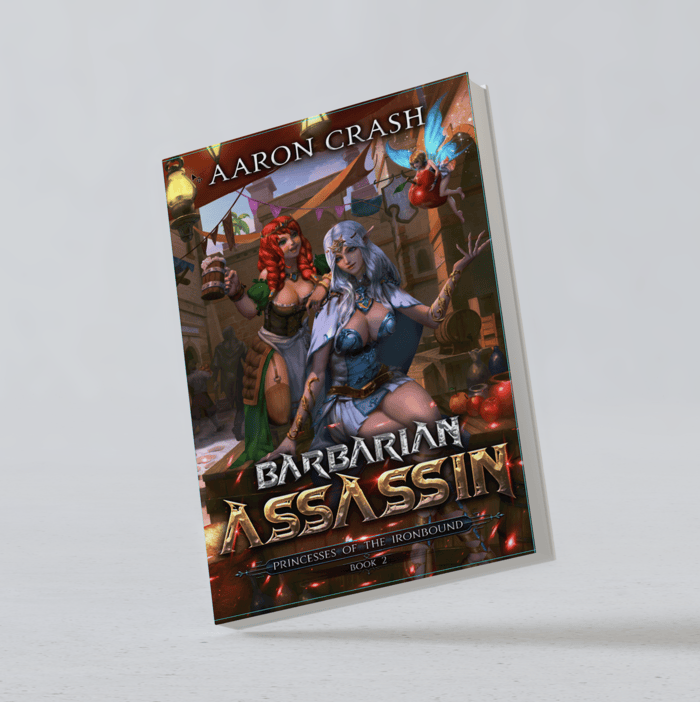 AARON CRASH
BARBARIAN
ASSASSIN
PRINCESSES OF THE IRONBOUND
BOOK 2